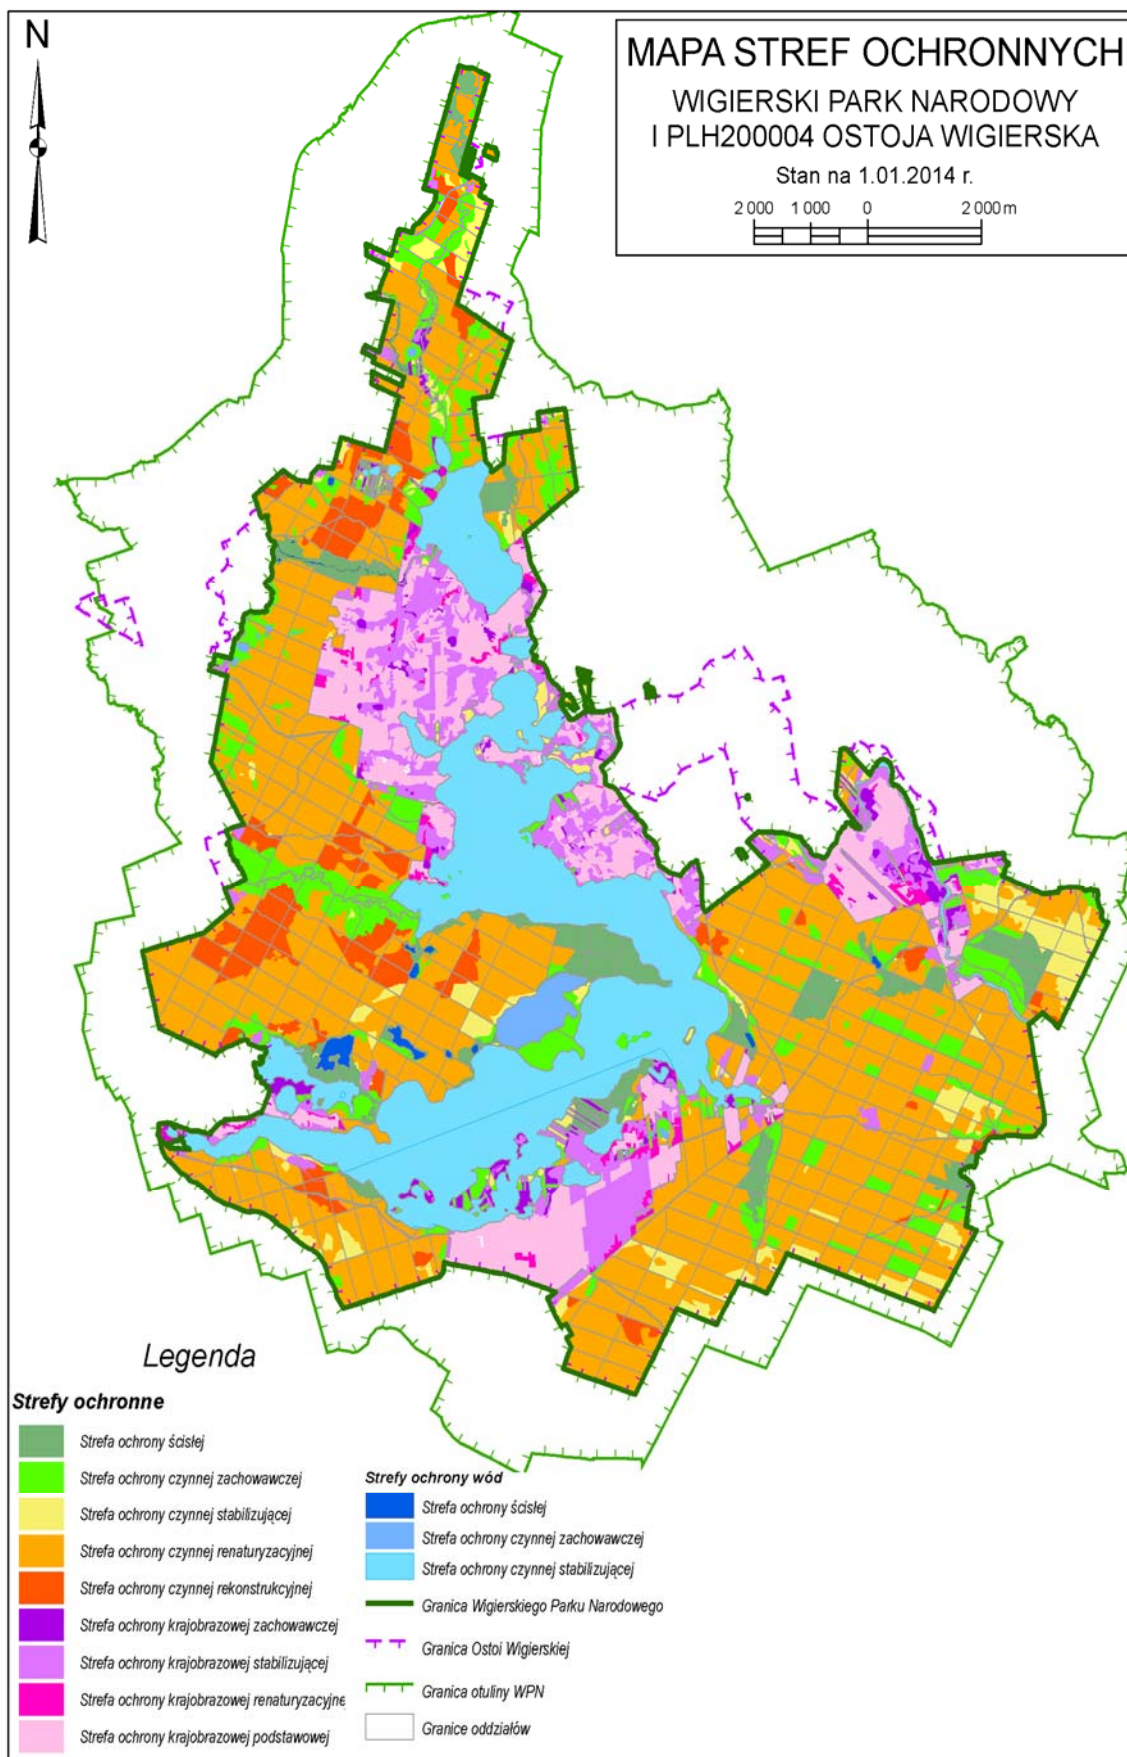 N
MAPA STREF OCHRONNYCH
WIGIERSKI PARK NARODOWY
I PLH200004 OSTOJA WIGIERSKA
Stan na 1.01.2014 r.
2 000 1 000 0 2 000 m
Legenda
Strefy ochronne
Strefa ochrony ścisłej
Strefa ochrony czynnej zachowawczej
Strefa ochrony czynnej stabilizującej
Strefa ochrony czynnej renaturyzacyjnej
Strefa ochrony czynnej rekonstrukcyjnej
Strefa ochrony krajobrazowej zachowawczej
Strefa ochrony krajobrazowej stabilizującej
Strefa ochrony krajobrazowej renaturyzacyjne
Strefa ochrony krajobrazowej podstawowej
Strefy ochrony wód
Strefa ochrony ścisłej
Strefa ochrony czynnej zachowawczej
Strefa ochrony czynnej stabilizującej
Granica Wigierskiego Parku Narodowego
Granica Ostoi Wigierskiej
Granica otuliny WPN
Granice oddziałów